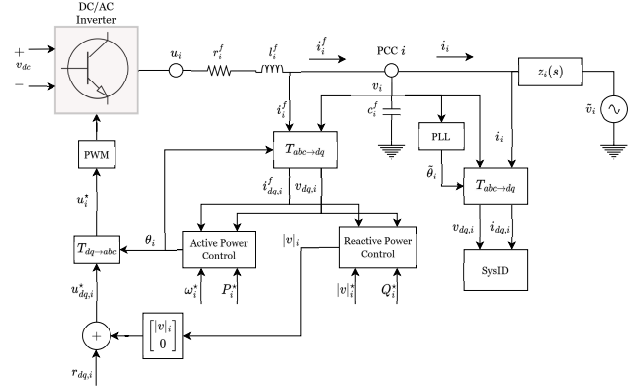 DC/AC
Inverter
+
v_dc
−
u_i
r_i^f
l_i^f
i_i^f
PCC i
i_i
z_i(s)
ṽ_i
v_i
c_i^f
i_i^f
T_abc→dq
PLL
θ̃_i
i_i
T_abc→dq
PWM
u_i^⋆
i_dq,i^f
v_dq,i
v_dq,i
i_dq,i
θ_i
T_dq→abc
Active Power
Control
|v|_i
Reactive Power
Control
SysID
ω_i^⋆
P_i^⋆
|v|_i^⋆
Q_i^⋆
u_dq,i^⋆
+
[|v|_i
0]
r_dq,i